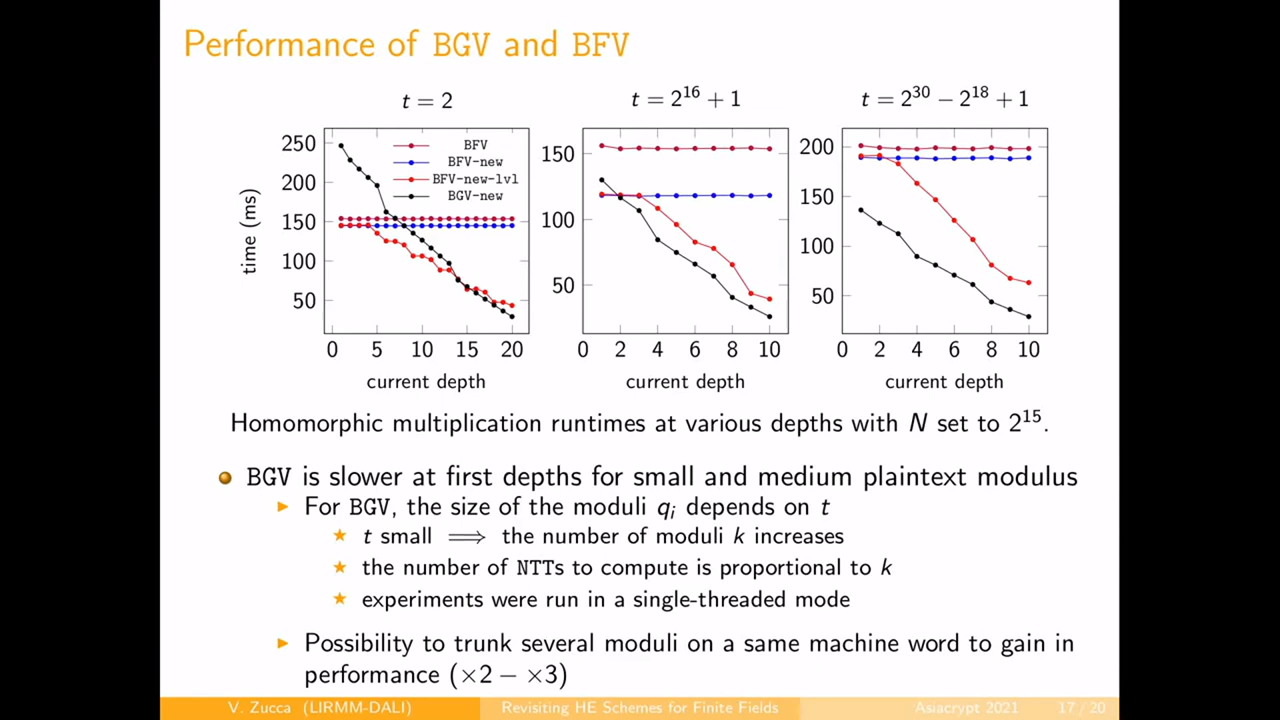 Performance of BGV and BFV
t = 2
t = 2^16 + 1
t = 2^30 − 2^18 + 1
250
200
150
100
50
time (ms)
BFV
BFV-new
BFV-new-lvl
BGV-new
0 5 10 15 20
current depth
150
100
50
0 2 4 6 8 10
current depth
200
150
100
50
0 2 4 6 8 10
current depth
Homomorphic multiplication runtimes at various depths with N set to 2^15.
BGV is slower at first depths for small and medium plaintext modulus
For BGV, the size of the moduli q_i depends on t
t small ⟹ the number of moduli k increases
the number of NTTs to compute is proportional to k
experiments were run in a single-threaded mode
Possibility to trunk several moduli on a same machine word to gain in
performance (×2 − ×3)
V. Zucca (LIRMM-DALI) Revisiting HE Schemes for Finite Fields Asiacrypt 2021 17 / 20